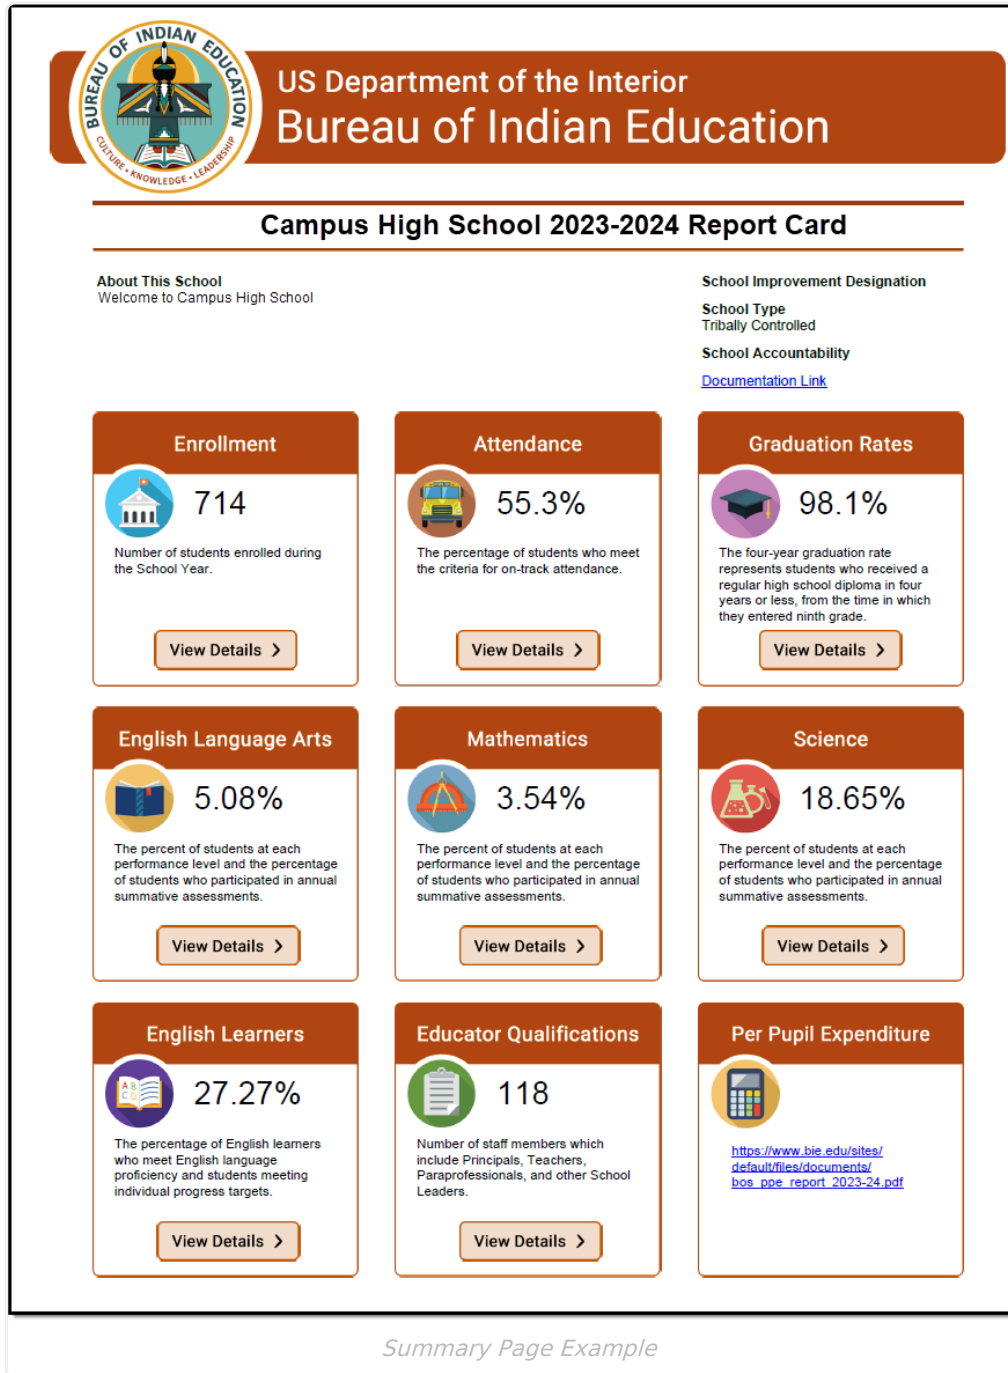 BUREAU OF INDIAN EDUCATION
CULTURE • KNOWLEDGE • LEADERSHIP
US Department of the Interior
Bureau of Indian Education
Campus High School 2023-2024 Report Card
About This School
Welcome to Campus High School
School Improvement Designation
School Type
Tribally Controlled
School Accountability
Documentation Link
Enrollment
714
Number of students enrolled during
the School Year.
View Details >
Attendance
55.3%
The percentage of students who meet
the criteria for on-track attendance.
View Details >
Graduation Rates
98.1%
The four-year graduation rate
represents students who received a
regular high school diploma in four
years or less, from the time in which
they entered ninth grade.
View Details >
English Language Arts
5.08%
The percent of students at each
performance level and the percentage
of students who participated in annual
summative assessments.
View Details >
Mathematics
3.54%
The percent of students at each
performance level and the percentage
of students who participated in annual
summative assessments.
View Details >
Science
18.65%
The percent of students at each
performance level and the percentage
of students who participated in annual
summative assessments.
View Details >
English Learners
A B
C D
27.27%
The percentage of English learners
who meet English language
proficiency and students meeting
individual progress targets.
View Details >
Educator Qualifications
118
Number of staff members which
include Principals, Teachers,
Paraprofessionals, and other School
Leaders.
View Details >
Per Pupil Expenditure
https://www.bie.edu/sites/
default/files/documents/
bos_ppe_report_2023-24.pdf
Summary Page Example